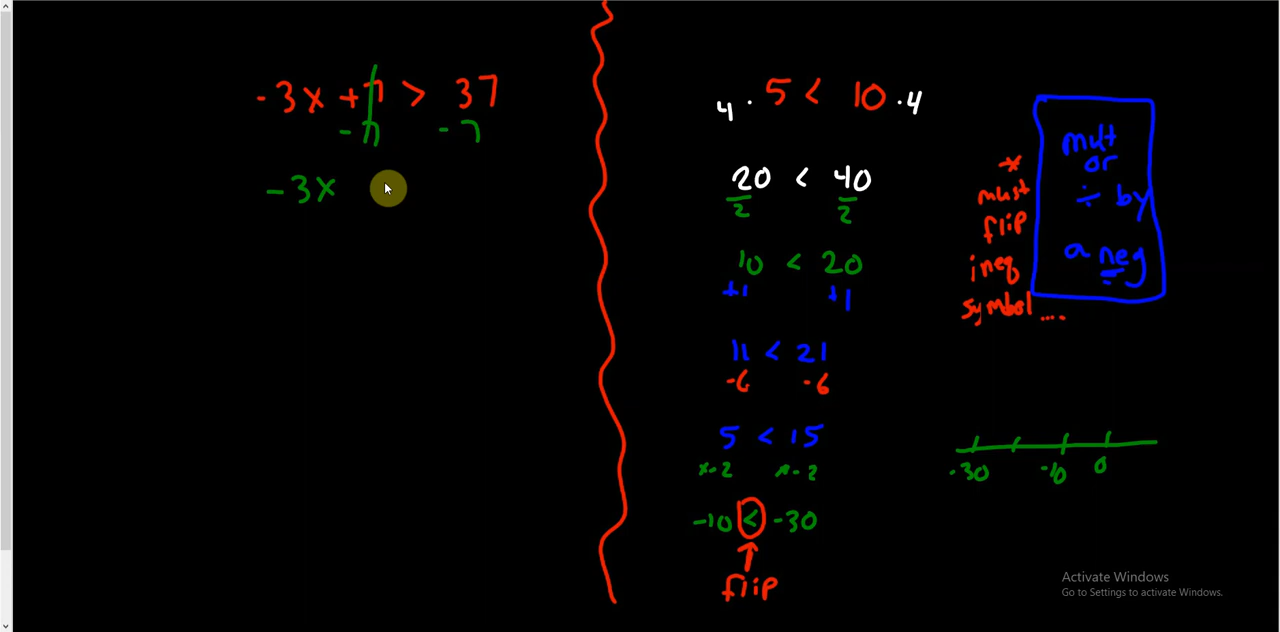 -3x +7 > 37
-7 -7
-3x
4 · 5 < 10 · 4
20 < 40
2 2
10 < 20
+1 +1
11 < 21
-6 -6
5 < 15
x-2 x-2
-10 < -30
flip
*
must
flip
ineq
symbol ....
mult
or
÷ by
a neg
-30 -10 0
Activate Windows
Go to Settings to activate Windows.